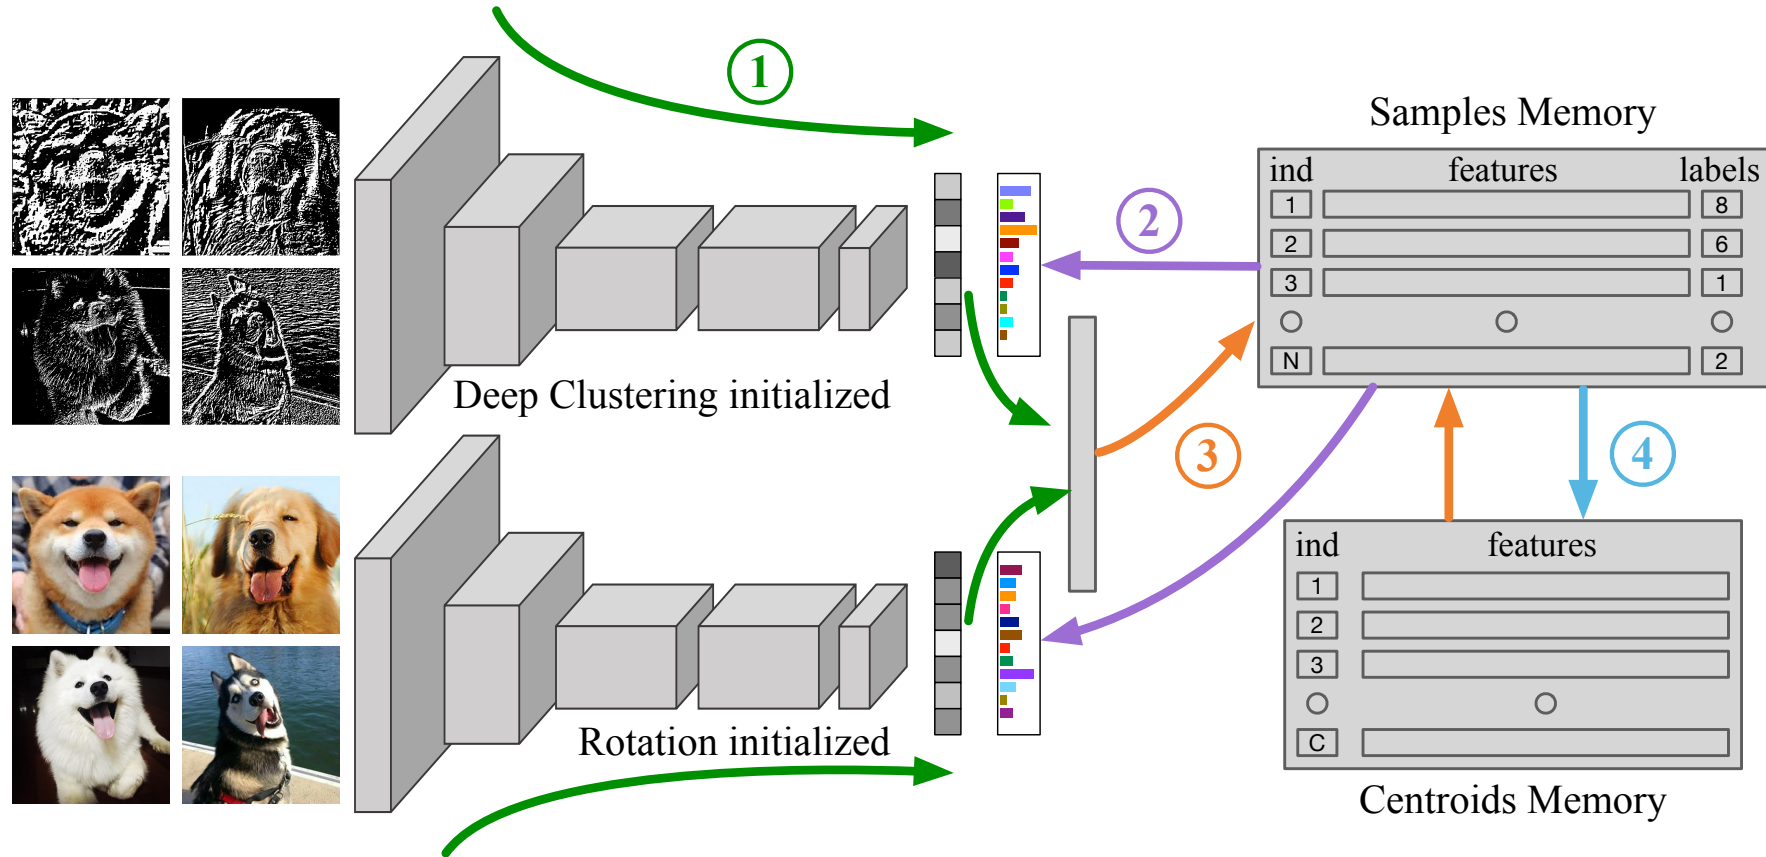 1
Samples Memory
ind features labels
1 8
2 6
3 1
N 2
2
Deep Clustering initialized
3
4
ind features
1
2
3
C
Rotation initialized
Centroids Memory